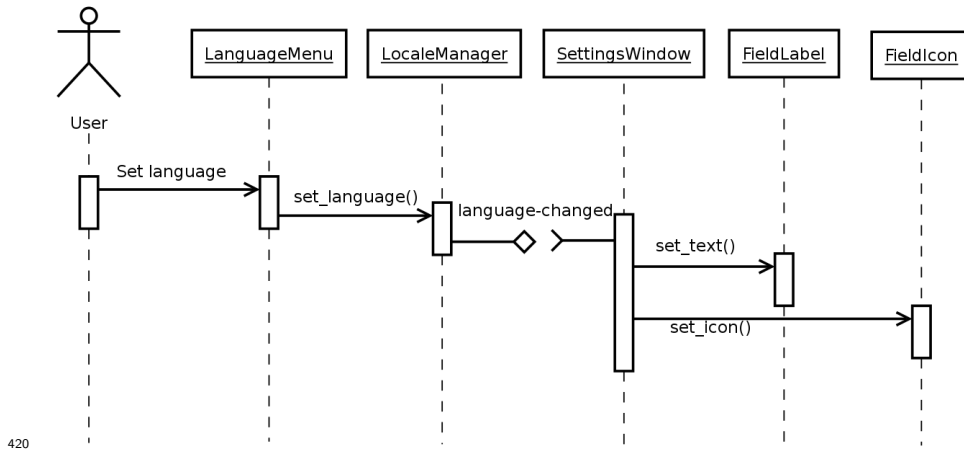 LanguageMenu
LocaleManager
SettingsWindow
FieldLabel
FieldIcon
User
Set language
set_language()
language-changed
set_text()
set_icon()
420